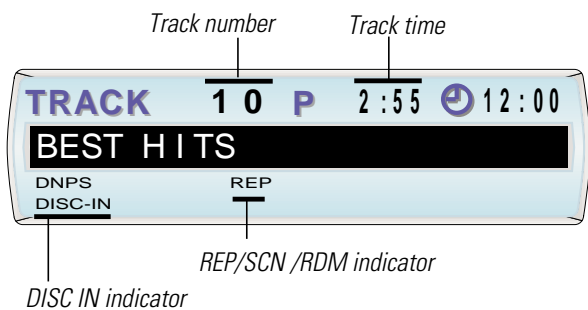 Track number Track time
TRACK 10 P 2:55 12:00
BEST HITS
DNPS REP
DISC-IN
REP/SCN /RDM indicator
DISC IN indicator